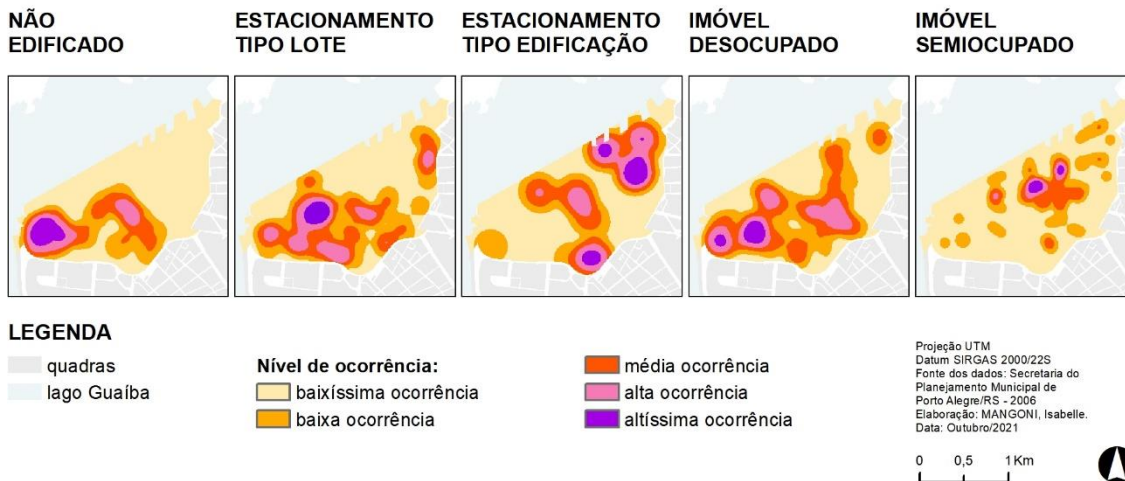 NÃO
EDIFICADO
ESTACIONAMENTO
TIPO LOTE
ESTACIONAMENTO
TIPO EDIFICAÇÃO
IMÓVEL
DESOCUPADO
IMÓVEL
SEMIOCUPADO
LEGENDA
quadras
lago Guaíba
Nível de ocorrência:
baixíssima ocorrência
baixa ocorrência
média ocorrência
alta ocorrência
altíssima ocorrência
Projeção UTM
Datum SIRGAS 2000/22S
Fonte dos dados: Secretaria do
Planejamento Municipal de
Porto Alegre/RS - 2006
Elaboração: MANGONI, Isabelle.
Data: Outubro/2021
0 0,5 1 Km